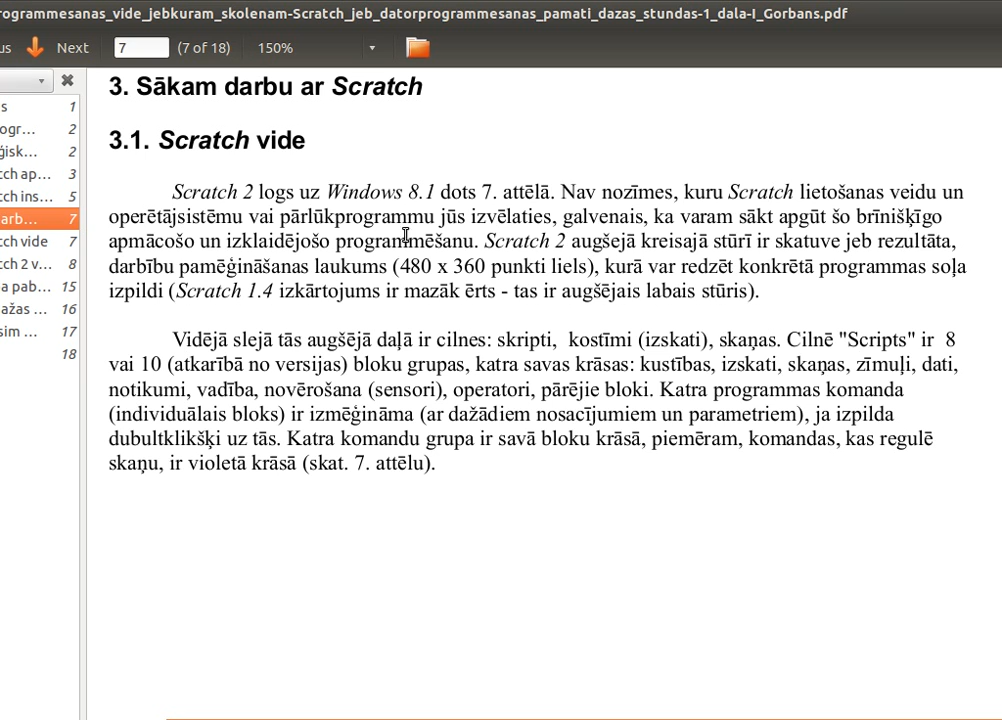 rogrammesanas_vide_jebkuram_skolenam-Scratch_jeb_datorprogrammesanas_pamati_dazas_stundas-1_dala-I_Gorbans.pdf
us Next 7 (7 of 18) 150%
s 1
ogr... 2
ģisk... 2
tch ap... 3
tch ins... 5
arb... 7
tch vide 7
tch 2 v... 8
a pab... 15
ažas ... 16
sim ... 17
18
3. Sākam darbu ar Scratch
3.1. Scratch vide
Scratch 2 logs uz Windows 8.1 dots 7. attēlā. Nav nozīmes, kuru Scratch lietošanas veidu un
operētājsistēmu vai pārlūkprogrammu jūs izvēlaties, galvenais, ka varam sākt apgūt šo brīnišķīgo
apmācošo un izklaidējošo programmēšanu. Scratch 2 augšejā kreisajā stūrī ir skatuve jeb rezultāta,
darbību pamēģināšanas laukums (480 x 360 punkti liels), kurā var redzēt konkrētā programmas soļa
izpildi (Scratch 1.4 izkārtojums ir mazāk ērts - tas ir augšējais labais stūris).
Vidējā slejā tās augšējā daļā ir cilnes: skripti, kostīmi (izskati), skaņas. Cilnē "Scripts" ir 8
vai 10 (atkarībā no versijas) bloku grupas, katra savas krāsas: kustības, izskati, skaņas, zīmuļi, dati,
notikumi, vadība, novērošana (sensori), operatori, pārējie bloki. Katra programmas komanda
(individuālais bloks) ir izmēģināma (ar dažādiem nosacījumiem un parametriem), ja izpilda
dubultklikšķi uz tās. Katra komandu grupa ir savā bloku krāsā, piemēram, komandas, kas regulē
skaņu, ir violetā krāsā (skat. 7. attēlu).